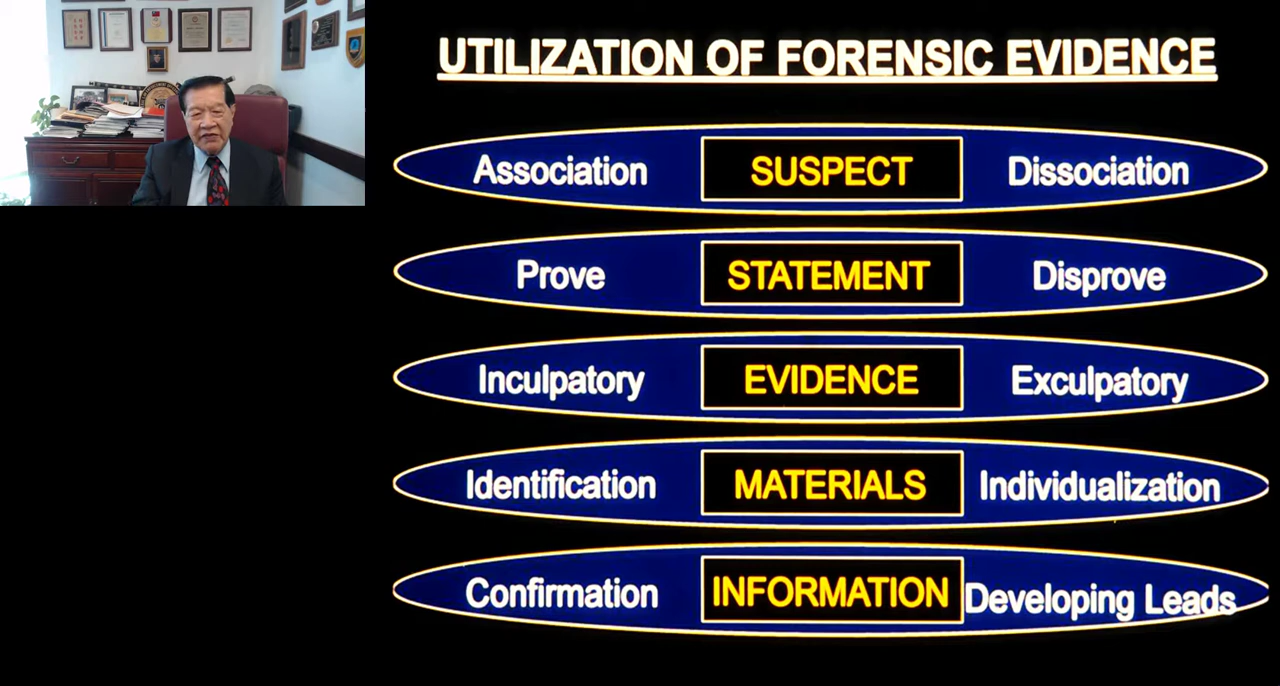 UTILIZATION OF FORENSIC EVIDENCE
Association SUSPECT Dissociation
Prove STATEMENT Disprove
Inculpatory EVIDENCE Exculpatory
Identification MATERIALS Individualization
Confirmation INFORMATION Developing Leads